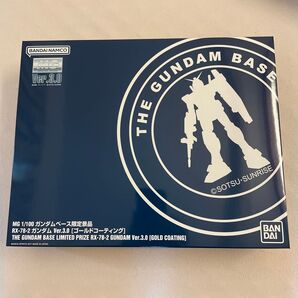 BANDAI NAMCO
MG
Ver.3.0
THE GUNDAM BASE
©SOTSU・SUNRISE
MG 1/100 ガンダムベース限定景品
RX-78-2 ガンダム Ver.3.0 [ゴールドコーティング]
THE GUNDAM BASE LIMITED PRIZE RX-78-2 GUNDAM Ver.3.0 [GOLD COATING]
BANDAI